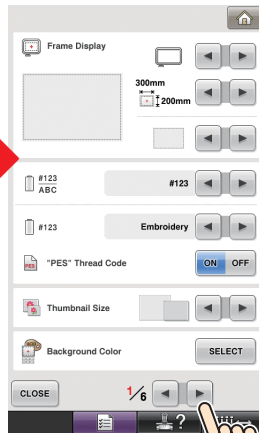 Frame Display
300mm
200mm
#123
ABC
#123
#123
Embroidery
PES
"PES" Thread Code
ON OFF
Thumbnail Size
Background Color
SELECT
CLOSE
1/6
?